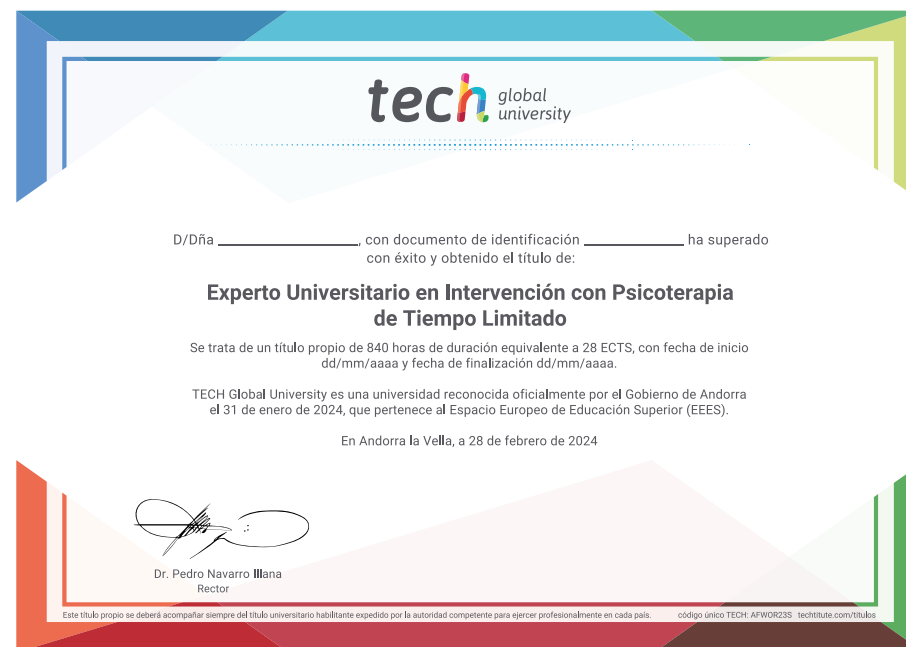 tech global
university
D/Dña ____________________, con documento de identificación ______________ ha superado
con éxito y obtenido el título de:
Experto Universitario en Intervención con Psicoterapia
de Tiempo Limitado
Se trata de un título propio de 840 horas de duración equivalente a 28 ECTS, con fecha de inicio
dd/mm/aaaa y fecha de finalización dd/mm/aaaa.
TECH Global University es una universidad reconocida oficialmente por el Gobierno de Andorra
el 31 de enero de 2024, que pertenece al Espacio Europeo de Educación Superior (EEES).
En Andorra la Vella, a 28 de febrero de 2024
Dr. Pedro Navarro Illana
Rector
Este título propio se deberá acompañar siempre del título universitario habilitante expedido por la autoridad competente para ejercer profesionalmente en cada país. código único TECH: AFWOR23S techtitute.com/titulos